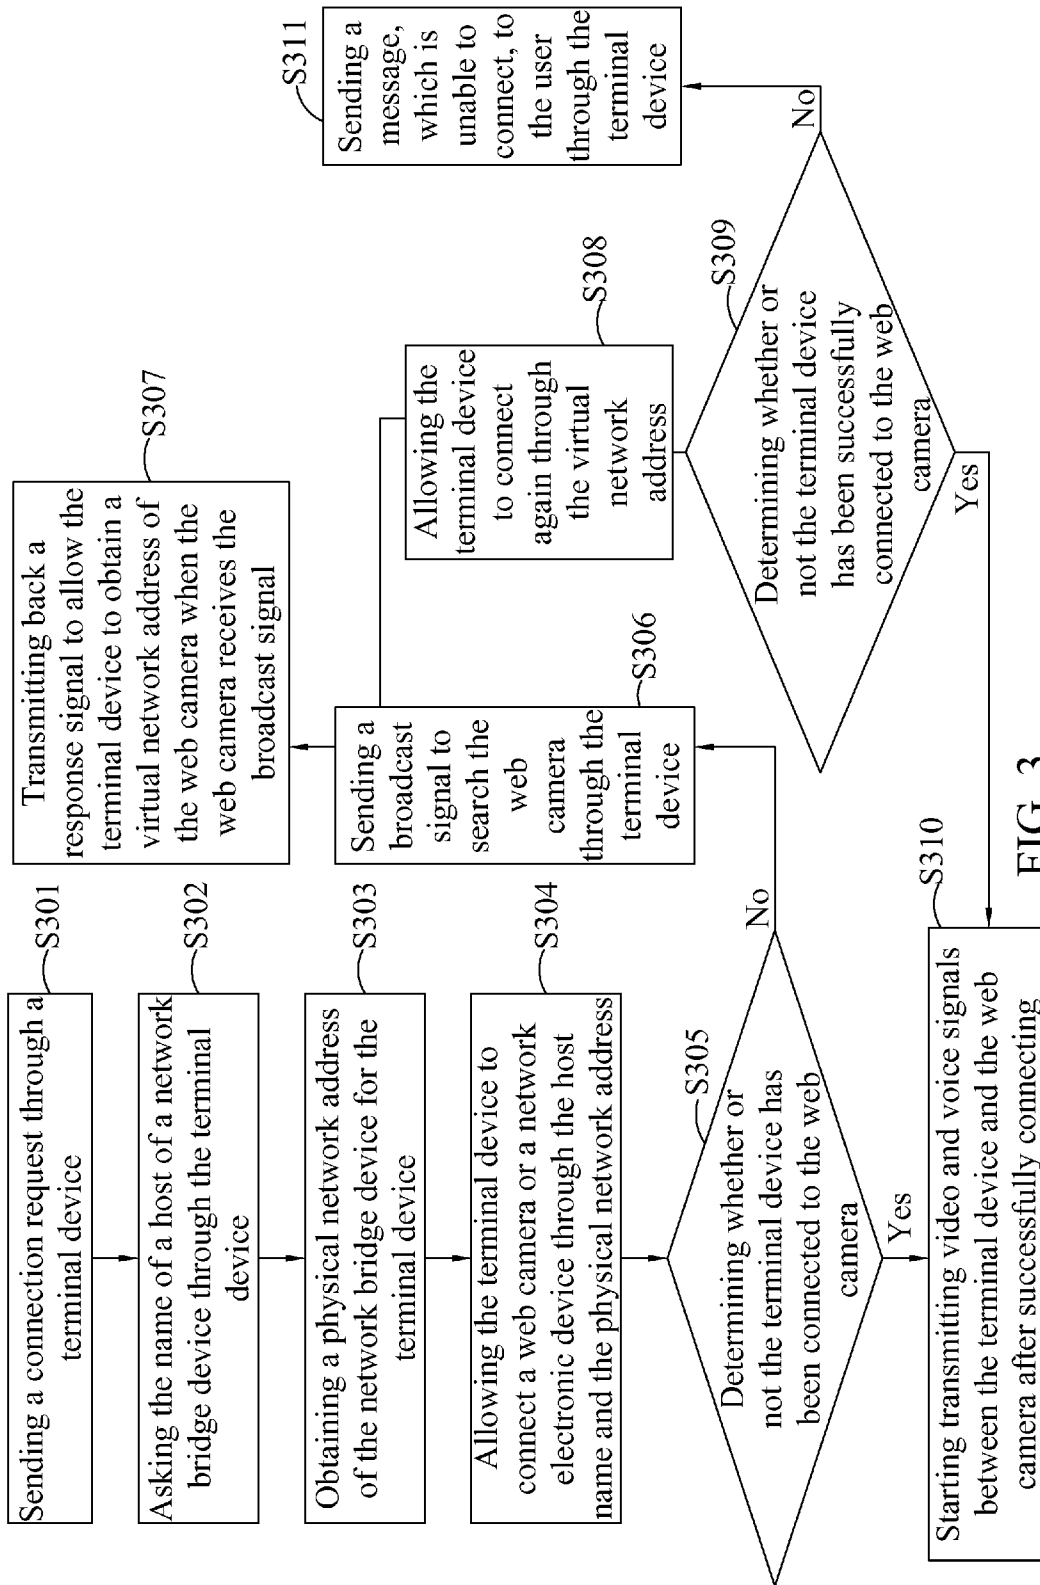 Sending a connection request through a
terminal device
S301
Asking the name of a host of a network
bridge device through the terminal
device
S302
Obtaining a physical network address
of the network bridge device for the
terminal device
S303
Allowing the terminal device to
connect a web camera or a network
electronic device through the host
name and the physical network address
S304
Determining whether or
not the terminal device has
been connected to the web
camera
S305
No
Yes
Sending a
broadcast
signal to
search the
web
camera
through the
terminal
device
S306
Transmitting back a
response signal to allow the
terminal device to obtain a
virtual network address of
the web camera when the
web camera receives the
broadcast signal
S307
Allowing the
terminal device
to connect
again through
the virtual
network
address
S308
Determining whether or
not the terminal device
has been successfully
connected to the web
camera
S309
No
Yes
Starting transmitting video and voice signals
between the terminal device and the web
camera after successfully connecting
S310
Sending a
message,
which is
unable to
connect, to
the user
through the
terminal
device
S311
FIG. 3